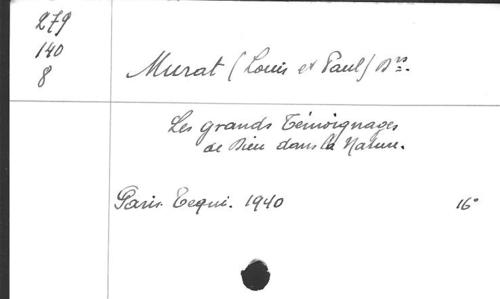 279
140
8
Murat (Louis et Paul) Drs.
Les grands Témoignages
de Dieu dans la Nature.
Paris. Tequi. 1940 16°